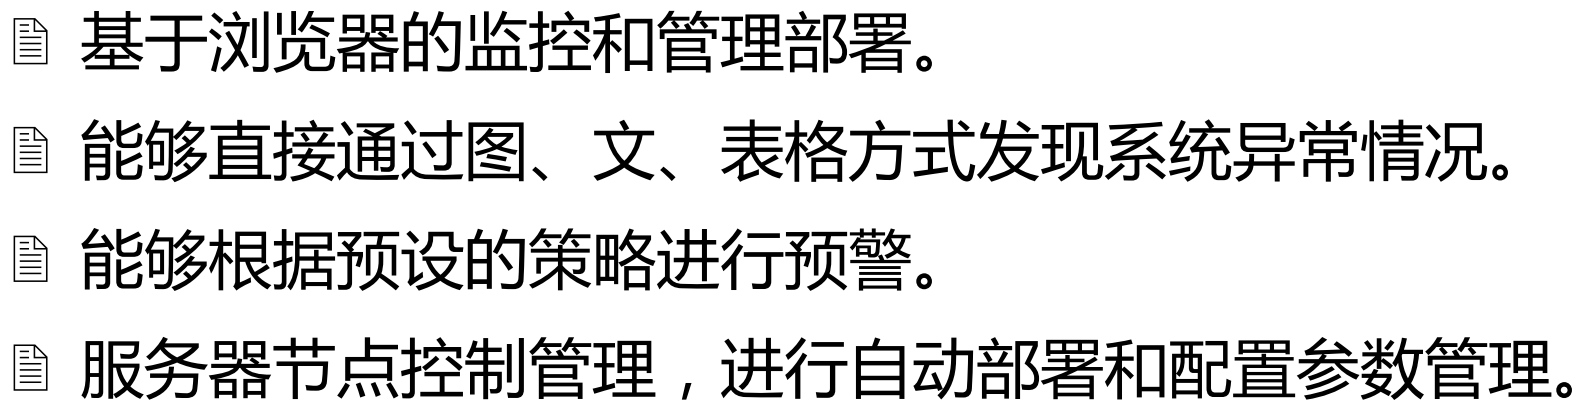 基于浏览器的监控和管理部署。
能够直接通过图、文、表格方式发现系统异常情况。
能够根据预设的策略进行预警。
服务器节点控制管理，进行自动部署和配置参数管理。